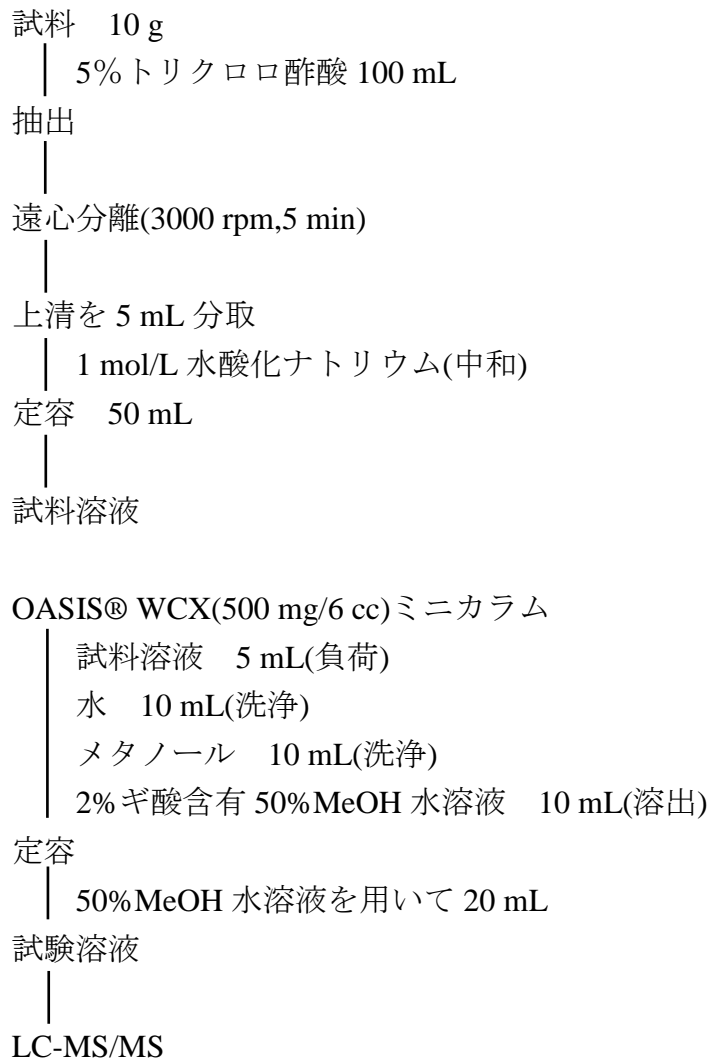 試料　10 g
5%トリクロロ酢酸 100 mL
抽出
遠心分離(3000 rpm,5 min)
上清を 5 mL 分取
1 mol/L 水酸化ナトリウム(中和)
定容　50 mL
試料溶液
OASIS® WCX(500 mg/6 cc)ミニカラム
試料溶液　5 mL(負荷)
水　10 mL(洗浄)
メタノール　10 mL(洗浄)
2%ギ酸含有 50%MeOH 水溶液　10 mL(溶出)
定容
50%MeOH 水溶液を用いて 20 mL
試験溶液
LC-MS/MS